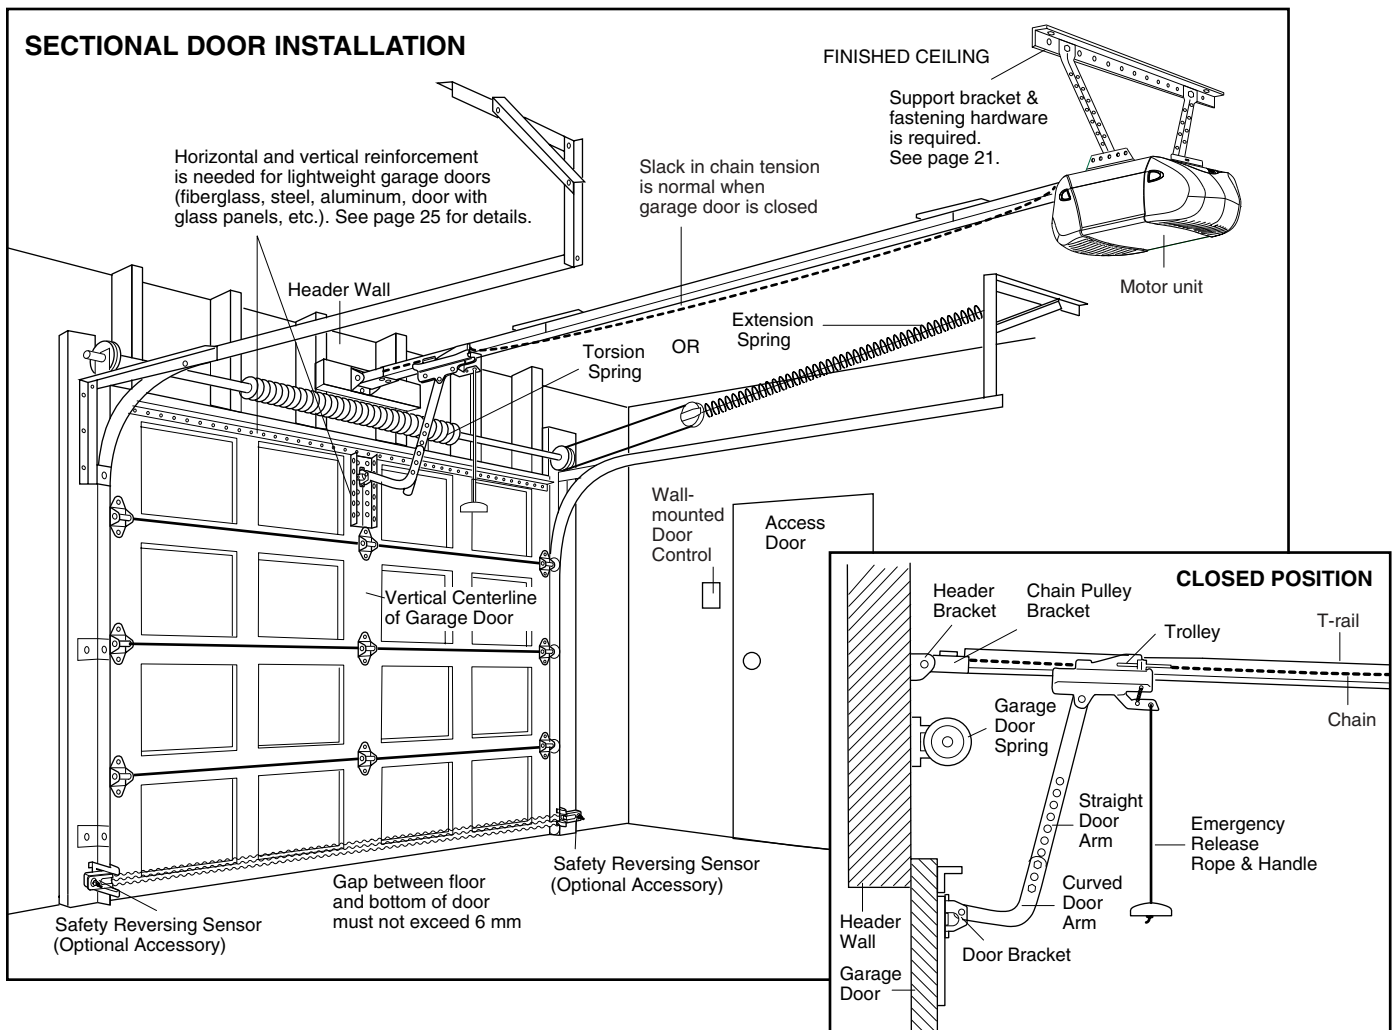 SECTIONAL DOOR INSTALLATION
FINISHED CEILING
Support bracket &
fastening hardware
is required.
See page 21.
Horizontal and vertical reinforcement
is needed for lightweight garage doors
(fiberglass, steel, aluminum, door with
glass panels, etc.). See page 25 for details.
Slack in chain tension
is normal when
garage door is closed
Motor unit
Header Wall
Extension
Spring
OR
Torsion
Spring
Wall-
mounted
Door
Control
Access
Door
Vertical Centerline
of Garage Door
Safety Reversing Sensor
(Optional Accessory)
Gap between floor
and bottom of door
must not exceed 6 mm
Safety Reversing Sensor
(Optional Accessory)
CLOSED POSITION
Header
Bracket
Chain Pulley
Bracket
Trolley
T-rail
Chain
Garage
Door
Spring
Straight
Door
Arm
Emergency
Release
Rope & Handle
Curved
Door
Arm
Header
Wall
Door Bracket
Garage
Door